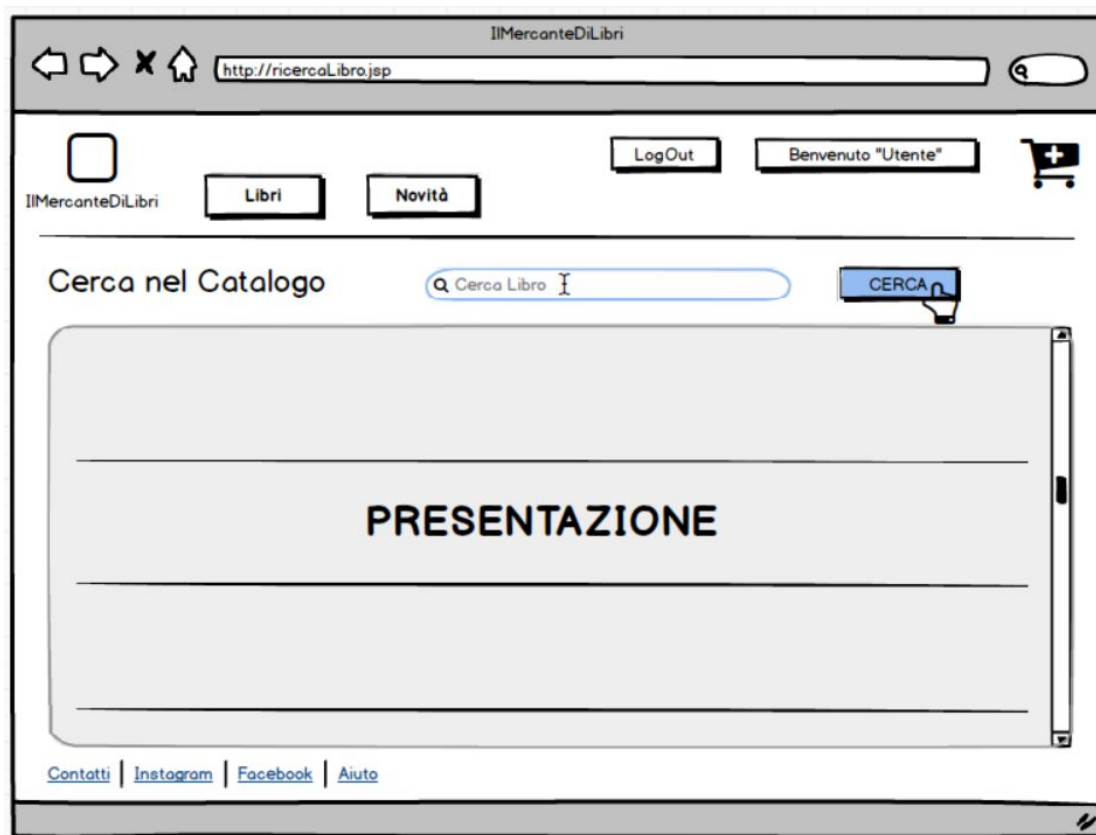 IlMercanteDiLibri
http://ricercaLibro.jsp
LogOut
Benvenuto "Utente"
IlMercanteDiLibri
Libri
Novità
Cerca nel Catalogo
Cerca Libro
CERCA
PRESENTAZIONE
Contatti | Instagram | Facebook | Aiuto